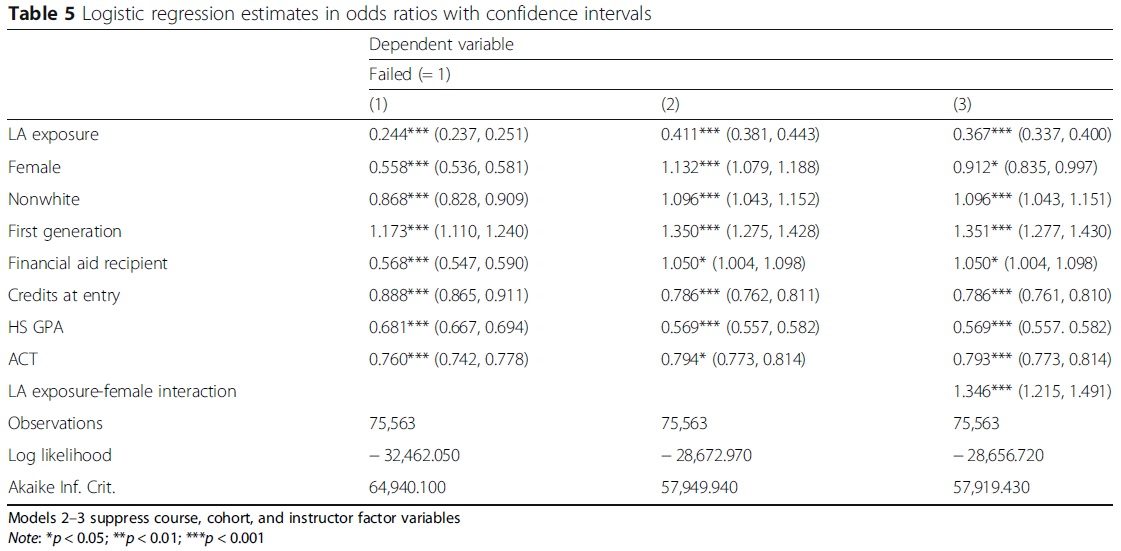 Table 5 Logistic regression estimates in odds ratios with confidence intervals
Dependent variable
Failed (= 1)
(1) (2) (3)
LA exposure 0.244*** (0.237, 0.251) 0.411*** (0.381, 0.443) 0.367*** (0.337, 0.400)
Female 0.558*** (0.536, 0.581) 1.132*** (1.079, 1.188) 0.912* (0.835, 0.997)
Nonwhite 0.868*** (0.828, 0.909) 1.096*** (1.043, 1.152) 1.096*** (1.043, 1.151)
First generation 1.173*** (1.110, 1.240) 1.350*** (1.275, 1.428) 1.351*** (1.277, 1.430)
Financial aid recipient 0.568*** (0.547, 0.590) 1.050* (1.004, 1.098) 1.050* (1.004, 1.098)
Credits at entry 0.888*** (0.865, 0.911) 0.786*** (0.762, 0.811) 0.786*** (0.761, 0.810)
HS GPA 0.681*** (0.667, 0.694) 0.569*** (0.557, 0.582) 0.569*** (0.557. 0.582)
ACT 0.760*** (0.742, 0.778) 0.794* (0.773, 0.814) 0.793*** (0.773, 0.814)
LA exposure-female interaction 1.346*** (1.215, 1.491)
Observations 75,563 75,563 75,563
Log likelihood − 32,462.050 − 28,672.970 − 28,656.720
Akaike Inf. Crit. 64,940.100 57,949.940 57,919.430
Models 2–3 suppress course, cohort, and instructor factor variables
Note: *p < 0.05; **p < 0.01; ***p < 0.001